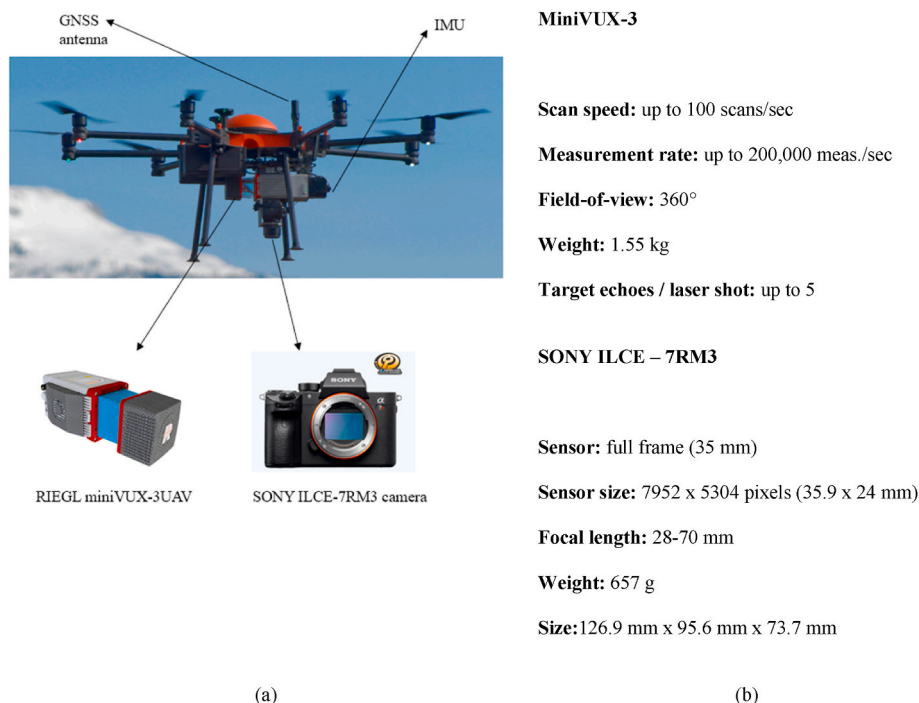 GNSS
antenna
IMU
RIEGL miniVUX-3UAV
SONY
α
SONY ILCE-7RM3 camera
(a)
MiniVUX-3
Scan speed: up to 100 scans/sec
Measurement rate: up to 200,000 meas./sec
Field-of-view: 360°
Weight: 1.55 kg
Target echoes / laser shot: up to 5
SONY ILCE – 7RM3
Sensor: full frame (35 mm)
Sensor size: 7952 x 5304 pixels (35.9 x 24 mm)
Focal length: 28-70 mm
Weight: 657 g
Size:126.9 mm x 95.6 mm x 73.7 mm
(b)